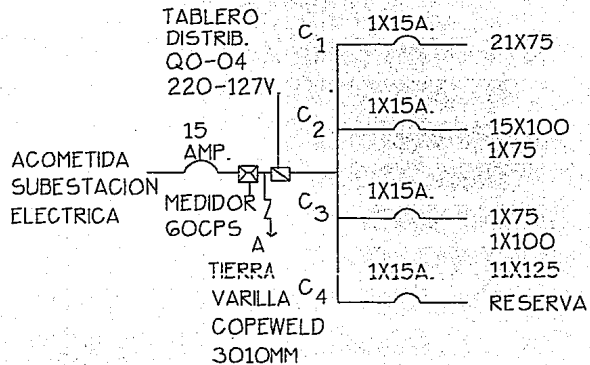 TABLERO
DISTRIB.
QO-04
220-127V
15
AMP.
ACOMETIDA
SUBESTACION
ELECTRICA
MEDIDOR
60CPS
A
TIERRA
VARILLA
COPEWELD
3010MM
C1
1X15A.
21X75
C2
1X15A.
15X100
1X75
C3
1X15A.
1X75
1X100
11X125
C4
1X15A.
RESERVA